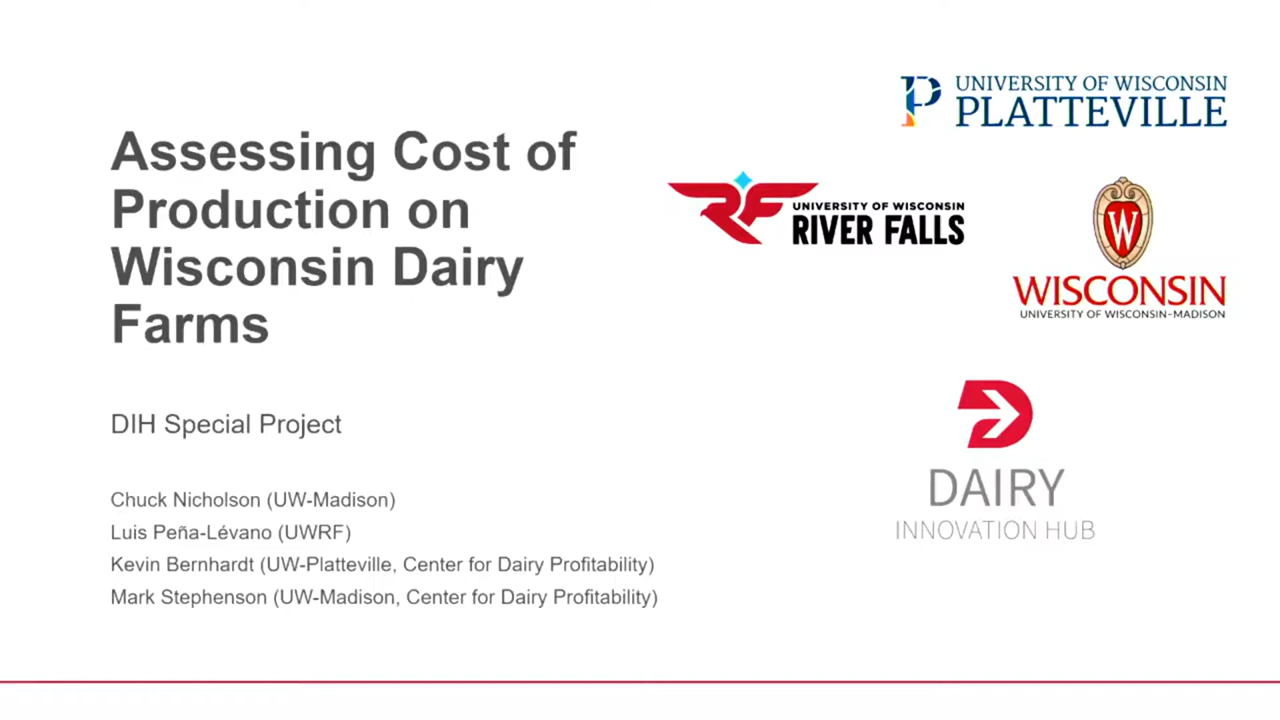 Assessing Cost of
Production on
Wisconsin Dairy
Farms
DIH Special Project
Chuck Nicholson (UW-Madison)
Luis Peña-Lévano (UWRF)
Kevin Bernhardt (UW-Platteville, Center for Dairy Profitability)
Mark Stephenson (UW-Madison, Center for Dairy Profitability)
P
UNIVERSITY OF WISCONSIN
PLATTEVILLE
RF
UNIVERSITY OF WISCONSIN
RIVER FALLS
W
WISCONSIN
UNIVERSITY OF WISCONSIN–MADISON
DAIRY
INNOVATION HUB